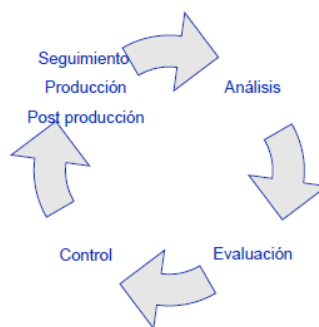 Seguimiento
Producción
Post producción
Análisis
Evaluación
Control